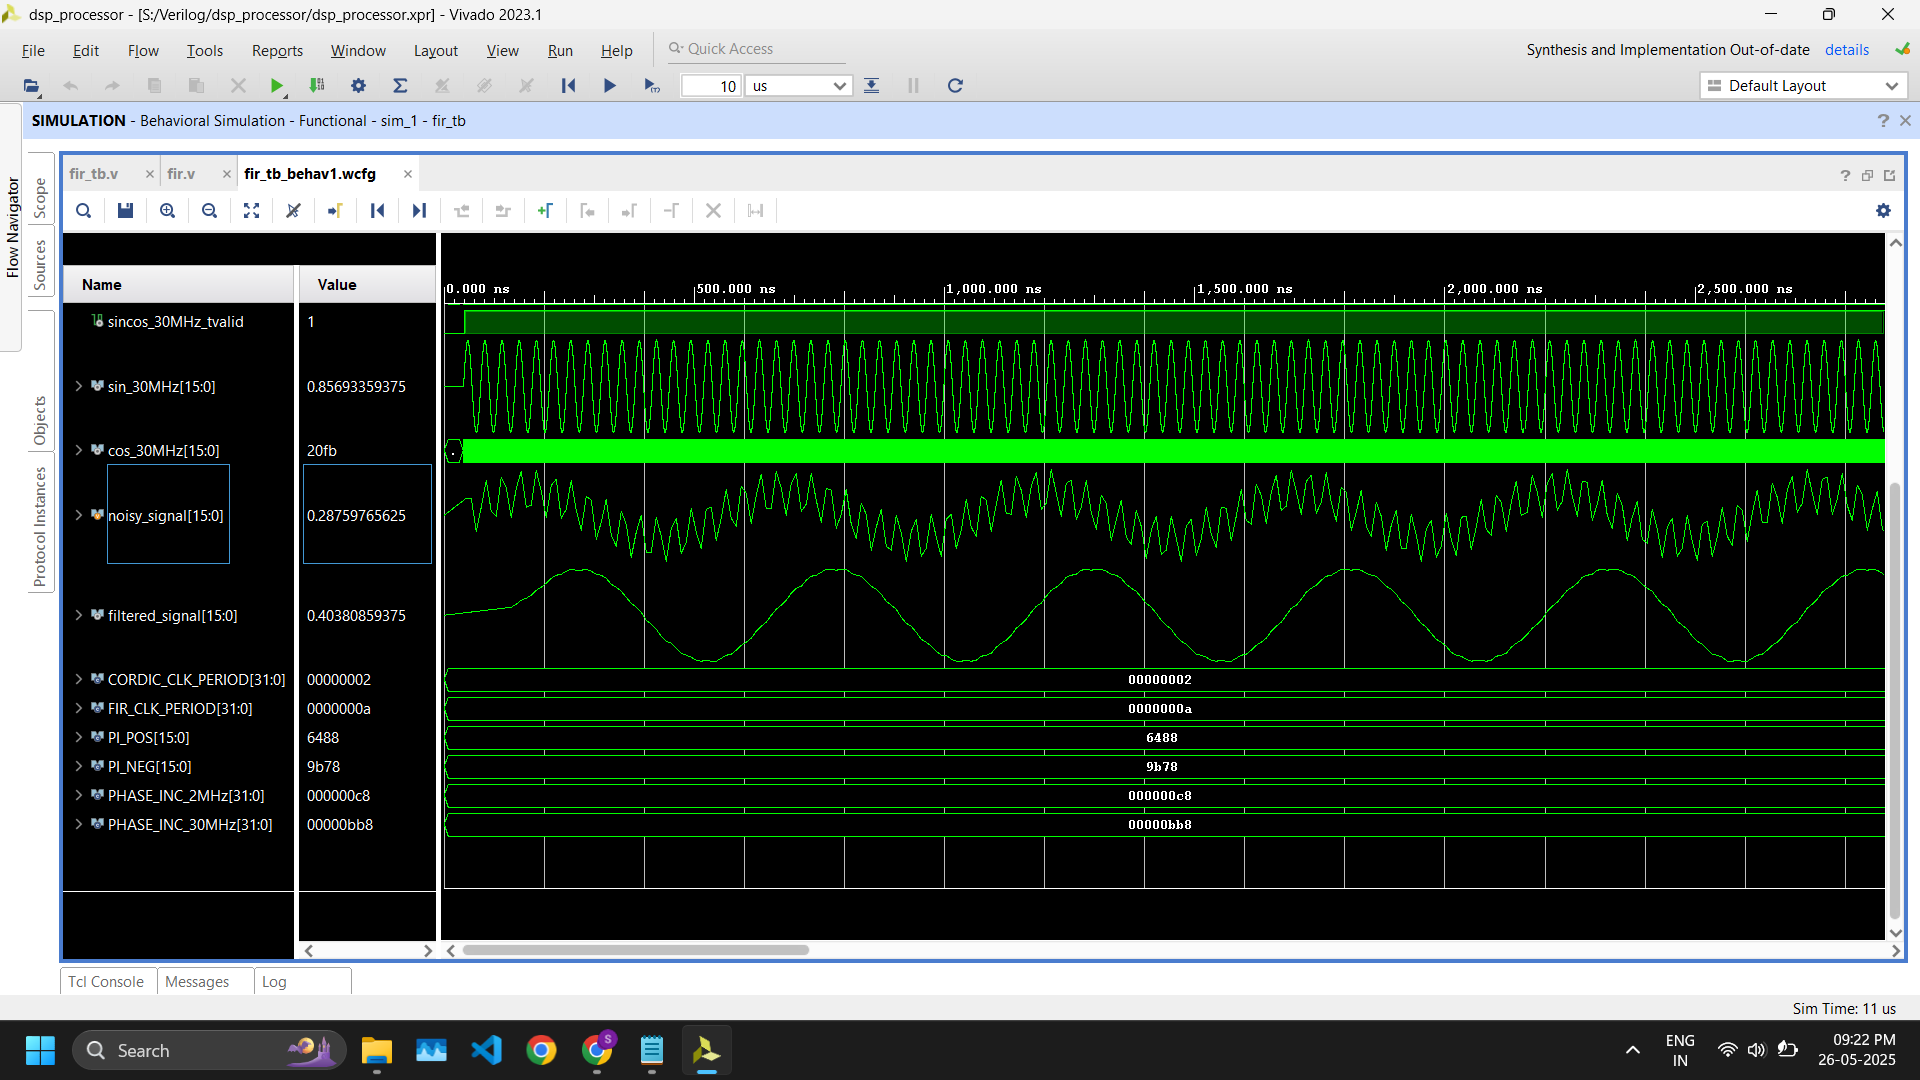 dsp_processor - [S:/Verilog/dsp_processor/dsp_processor.xpr] - Vivado 2023.1
File Edit Flow Tools Reports Window Layout View Run Help Quick Access
Synthesis and Implementation Out-of-date details
10 us
Default Layout
SIMULATION - Behavioral Simulation - Functional - sim_1 - fir_tb
? ×
Flow Navigator
Scope
Sources
Objects
Protocol Instances
fir_tb.v × fir.v × fir_tb_behav1.wcfg ×
?
Name Value
0.000 ns 500.000 ns 1,000.000 ns 1,500.000 ns 2,000.000 ns 2,500.000 ns
sincos_30MHz_tvalid 1
sin_30MHz[15:0] 0.85693359375
cos_30MHz[15:0] 20fb .
noisy_signal[15:0] 0.28759765625
filtered_signal[15:0] 0.40380859375
CORDIC_CLK_PERIOD[31:0] 00000002 00000002
FIR_CLK_PERIOD[31:0] 0000000a 0000000a
PI_POS[15:0] 6488 6488
PI_NEG[15:0] 9b78 9b78
PHASE_INC_2MHz[31:0] 000000c8 000000c8
PHASE_INC_30MHz[31:0] 00000bb8 00000bb8
Tcl Console Messages Log
Sim Time: 11 us
Search
S
ENG
IN
09:22 PM
26-05-2025